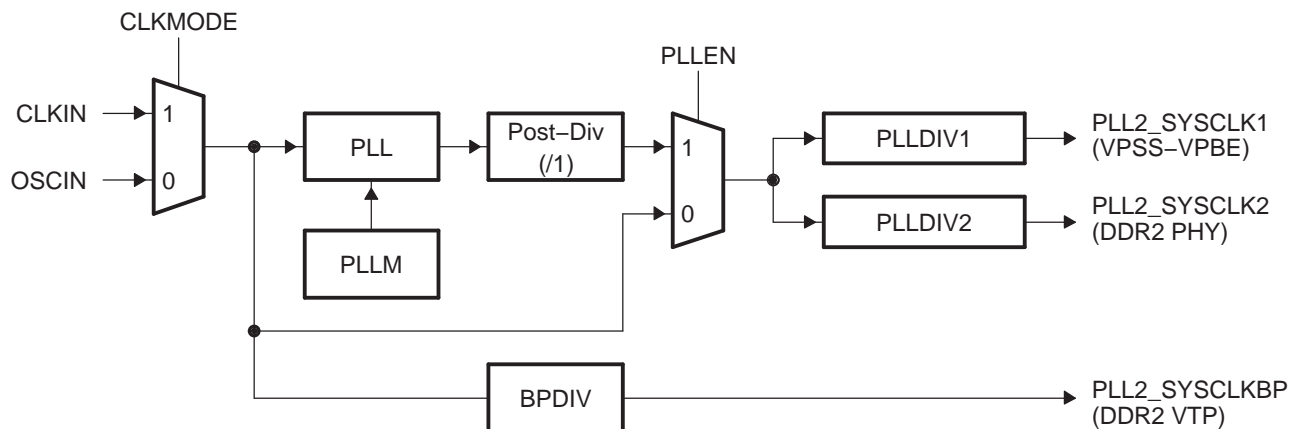 CLKMODE
CLKIN
1
OSCIN
0
PLL
PLLM
Post−Div
(/1)
PLLEN
1
0
PLLDIV1
PLL2_SYSCLK1
(VPSS−VPBE)
PLLDIV2
PLL2_SYSCLK2
(DDR2 PHY)
BPDIV
PLL2_SYSCLKBP
(DDR2 VTP)